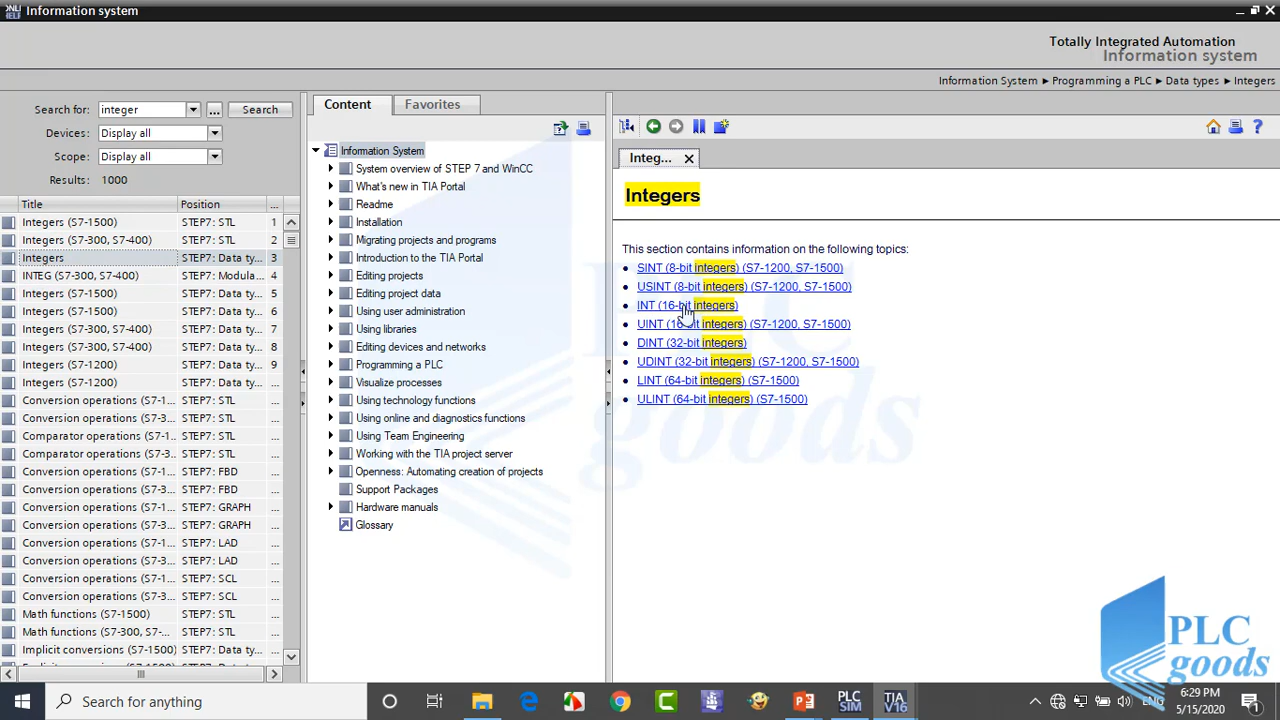 Information system
Totally Integrated Automation
Information system
Information System ▸ Programming a PLC ▸ Data types ▸ Integers
Search for: integer ... Search
Devices: Display all
Scope: Display all
Results: 1000
Title Position ...
Integers (S7-1500) STEP7: STL 1
Integers (S7-300, S7-400) STEP7: STL 2
Integers STEP7: Data ty... 3
INTEG (S7-300, S7-400) STEP7: Modula... 4
Integers (S7-1500) STEP7: Data ty... 5
Integers (S7-1500) STEP7: Data ty... 6
Integers (S7-300, S7-400) STEP7: Data ty... 7
Integers (S7-300, S7-400) STEP7: Data ty... 8
Integers (S7-1200) STEP7: Data ty... 9
Integers (S7-1200) STEP7: Data ty... ...
Conversion operations (S7-1... STEP7: Data ty... ...
Conversion operations (S7-3... STEP7: Data ty... ...
Comparator operations (S7-1... STEP7: Data ty... ...
Comparator operations (S7-3... STEP7: Data ty... ...
Conversion operations (S7-1... STEP7: FBD ...
Conversion operations (S7-3... STEP7: FBD ...
Conversion operations (S7-1... STEP7: GRAPH ...
Conversion operations (S7-3... STEP7: GRAPH ...
Conversion operations (S7-1... STEP7: LAD ...
Conversion operations (S7-3... STEP7: LAD ...
Conversion operations (S7-1... STEP7: SCL ...
Conversion operations (S7-3... STEP7: SCL ...
Math functions (S7-1500) STEP7: STL ...
Math functions (S7-300, S7-... STEP7: STL ...
Implicit conversions (S7-1500) STEP7: Data ty... ...
Content Favorites
Information System
System overview of STEP 7 and WinCC
What's new in TIA Portal
Readme
Installation
Migrating projects and programs
Introduction to the TIA Portal
Editing projects
Editing project data
Using user administration
Using libraries
Editing devices and networks
Programming a PLC
Visualize processes
Using technology functions
Using online and diagnostics functions
Using Team Engineering
Working with the TIA project server
Openness: Automating creation of projects
Support Packages
Hardware manuals
Glossary
Integ...
Integers
This section contains information on the following topics:
SINT (8-bit integers) (S7-1200, S7-1500)
USINT (8-bit integers) (S7-1200, S7-1500)
INT (16-bit integers)
UINT (16-bit integers) (S7-1200, S7-1500)
DINT (32-bit integers)
UDINT (32-bit integers) (S7-1200, S7-1500)
LINT (64-bit integers) (S7-1500)
ULINT (64-bit integers) (S7-1500)
PLC
goods
PLC
goods
Search for anything
PLC
SIM
TIA
V16
ENG
6:29 PM
5/15/2020
1